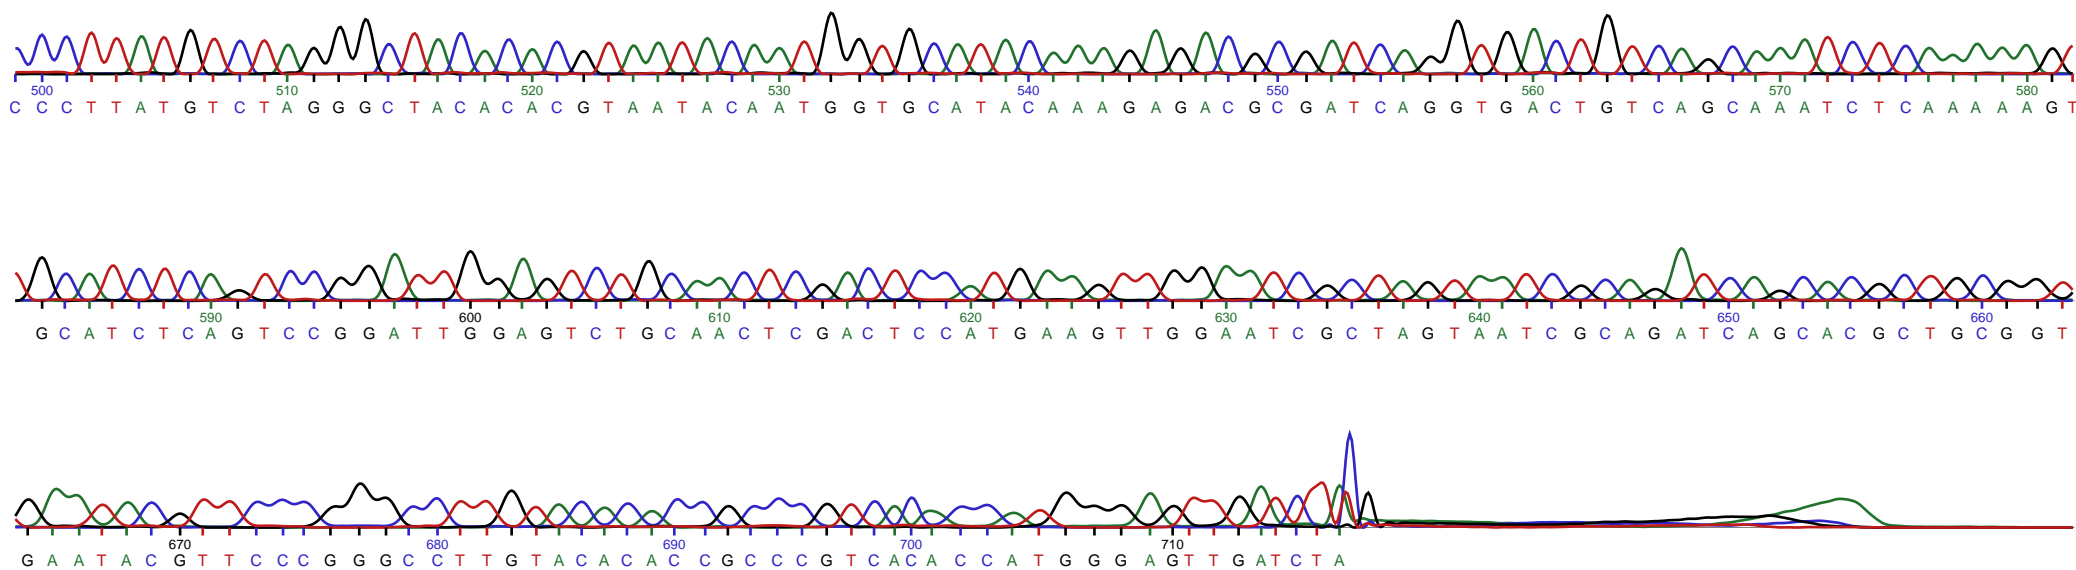 500 510 520 530 540 550 560 570 580
C C C T T A T G T C T A G G G C T A C A C A C G T A A T A C A A T G G T G C A T A C A A A G A G A C G C G A T C A G G T G A C T G T C A G C A A A T C T C A A A A A G T
590 600 610 620 630 640 650 660
G C A T C T C A G T C C G G A T T G G A G T C T G C A A C T C G A C T C C A T G A A G T T G G A A T C G C T A G T A A T C G C A G A T C A G C A C G C T G C G G T
670 680 690 700 710
G A A T A C G T T C C C G G G C C T T G T A C A C A C C G C C C G T C A C A C C A T G G G A G T T G A T C T A